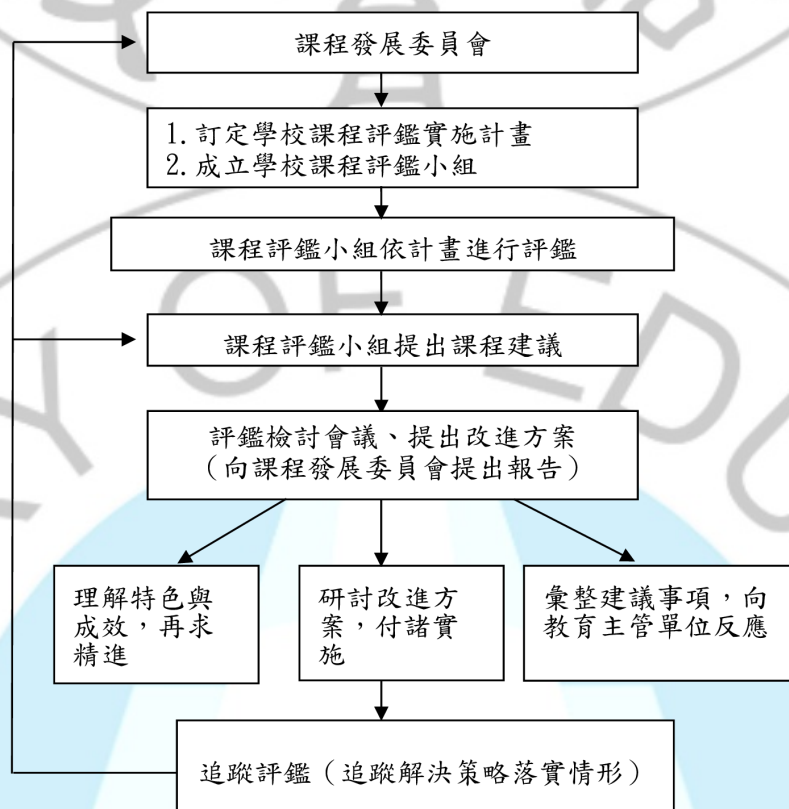 課程發展委員會
1.訂定學校課程評鑑實施計畫
2.成立學校課程評鑑小組
課程評鑑小組依計畫進行評鑑
課程評鑑小組提出課程建議
評鑑檢討會議、提出改進方案
（向課程發展委員會提出報告）
理解特色與
成效，再求
精進
研討改進方
案，付諸實
施
彙整建議事項，向
教育主管單位反應
追蹤評鑑（追蹤解決策略落實情形）
Y OF EDU